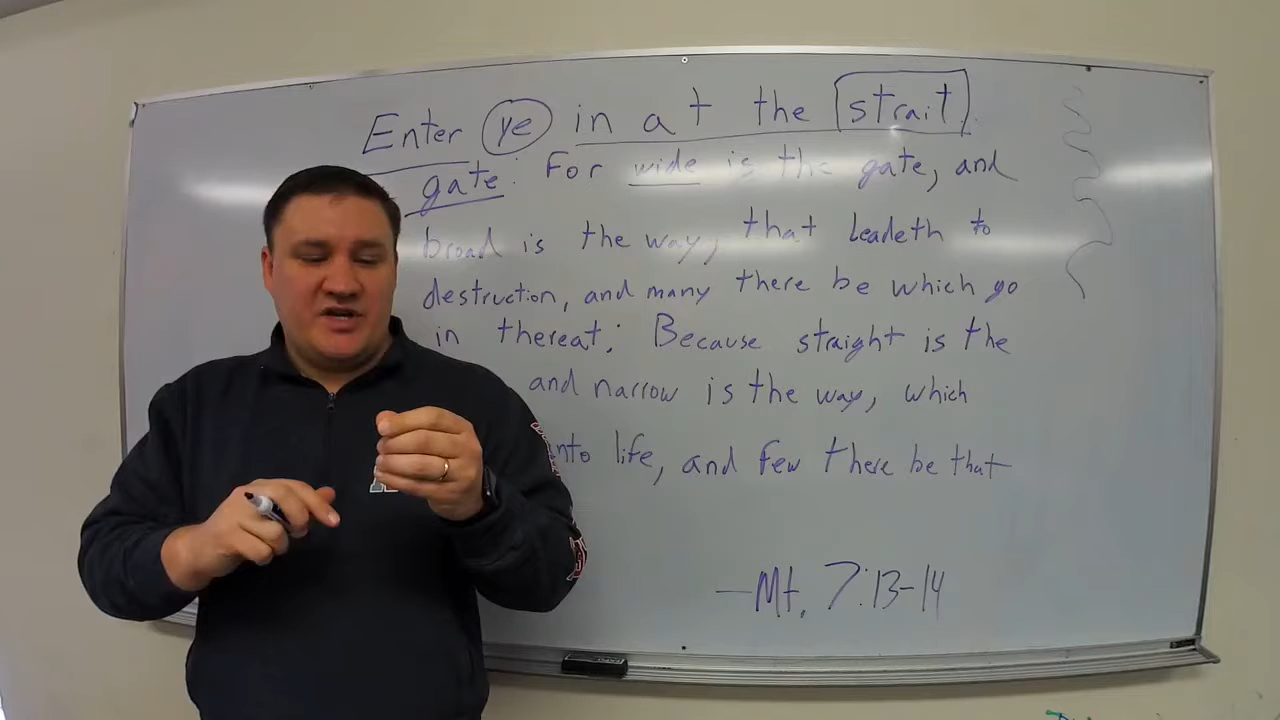 Enter ye in at the strait
gate: For wide is the gate, and
broad is the way, that leadeth to
destruction, and many there be which go
in thereat: Because straight is the
and narrow is the way, which
into life, and few there be that
—Mt. 7:13-14